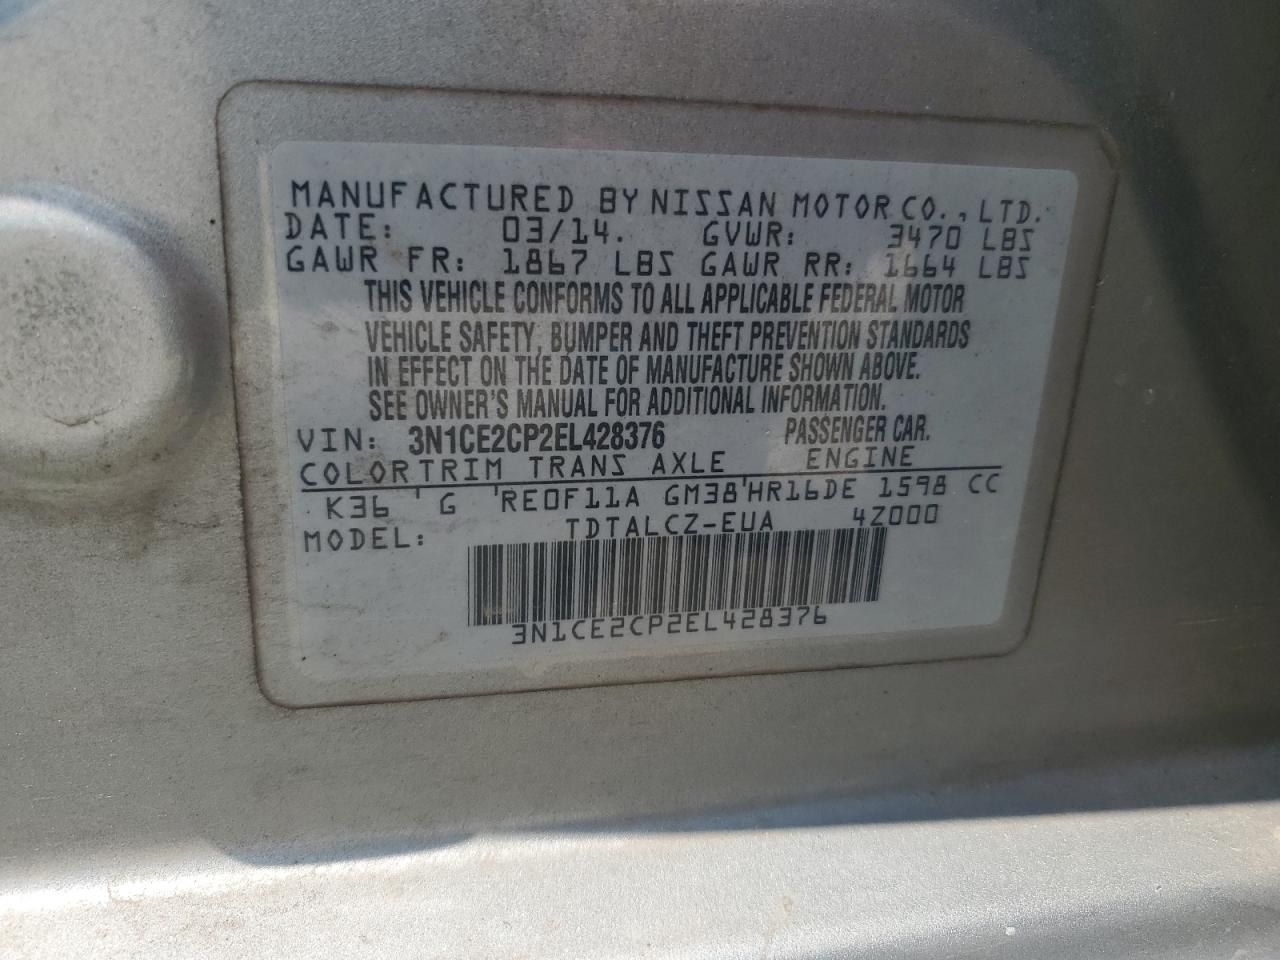 MANUFACTURED BY NISSAN MOTOR CO., LTD.
DATE: 03/14. GVWR: 3470 LBS
GAWR FR: 1867 LBS GAWR RR: 1664 LBS
THIS VEHICLE CONFORMS TO ALL APPLICABLE FEDERAL MOTOR
VEHICLE SAFETY, BUMPER AND THEFT PREVENTION STANDARDS
IN EFFECT ON THE DATE OF MANUFACTURE SHOWN ABOVE.
SEE OWNER'S MANUAL FOR ADDITIONAL INFORMATION.
VIN: 3N1CE2CP2EL428376 PASSENGER CAR.
COLORTRIM TRANS AXLE ENGINE
K36 ' G 'RE0F11A GM38'HR16DE 1598 CC
MODEL: TDTALCZ-EUA 4Z000
3N1CE2CP2EL428376